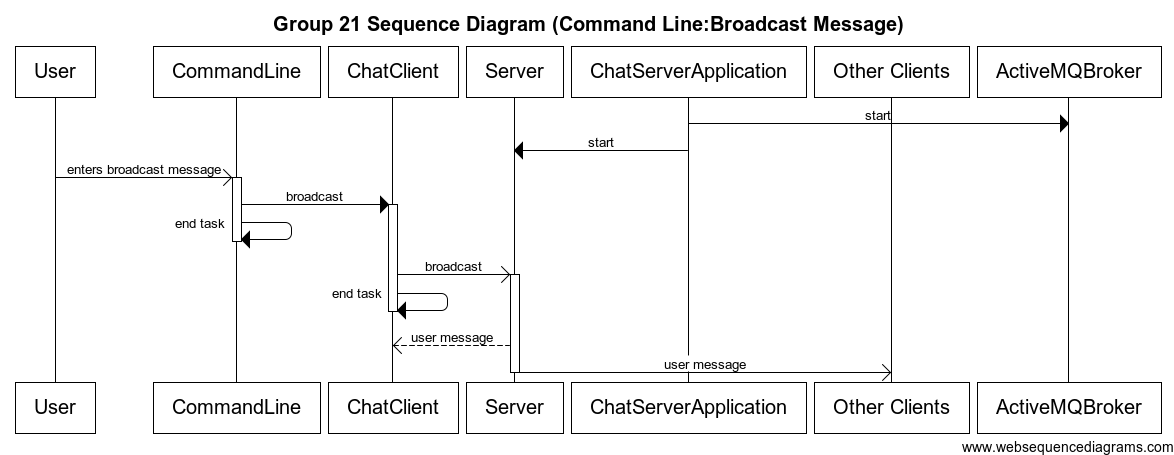 Group 21 Sequence Diagram (Command Line:Broadcast Message)
User CommandLine ChatClient Server ChatServerApplication Other Clients ActiveMQBroker
start
start
enters broadcast message
broadcast
end task
broadcast
end task
user message
user message
User CommandLine ChatClient Server ChatServerApplication Other Clients ActiveMQBroker
www.websequencediagrams.com